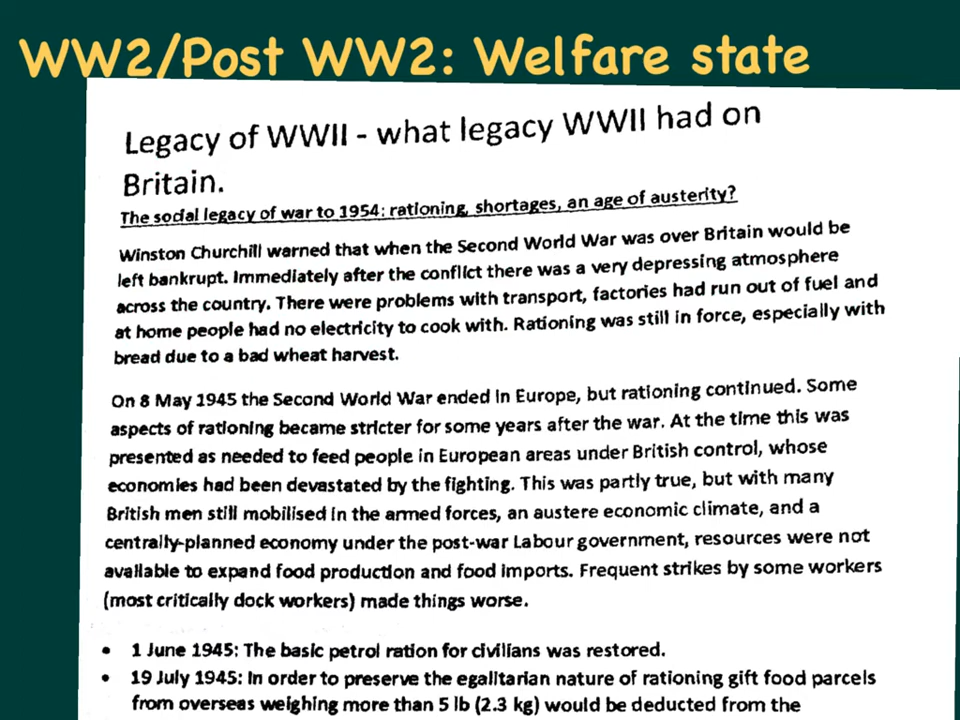 WW2/Post WW2: Welfare state
Legacy of WWII - what legacy WWII had on
Britain.
The social legacy of war to 1954: rationing, shortages, an age of austerity?
Winston Churchill warned that when the Second World War was over Britain would be
left bankrupt. Immediately after the conflict there was a very depressing atmosphere
across the country. There were problems with transport, factories had run out of fuel and
at home people had no electricity to cook with. Rationing was still in force, especially with
bread due to a bad wheat harvest.
On 8 May 1945 the Second World War ended in Europe, but rationing continued. Some
aspects of rationing became stricter for some years after the war. At the time this was
presented as needed to feed people in European areas under British control, whose
economies had been devastated by the fighting. This was partly true, but with many
British men still mobilised in the armed forces, an austere economic climate, and a
centrally-planned economy under the post-war Labour government, resources were not
available to expand food production and food imports. Frequent strikes by some workers
(most critically dock workers) made things worse.
• 1 June 1945: The basic petrol ration for civilians was restored.
• 19 July 1945: In order to preserve the egalitarian nature of rationing gift food parcels
from overseas weighing more than 5 lb (2.3 kg) would be deducted from the